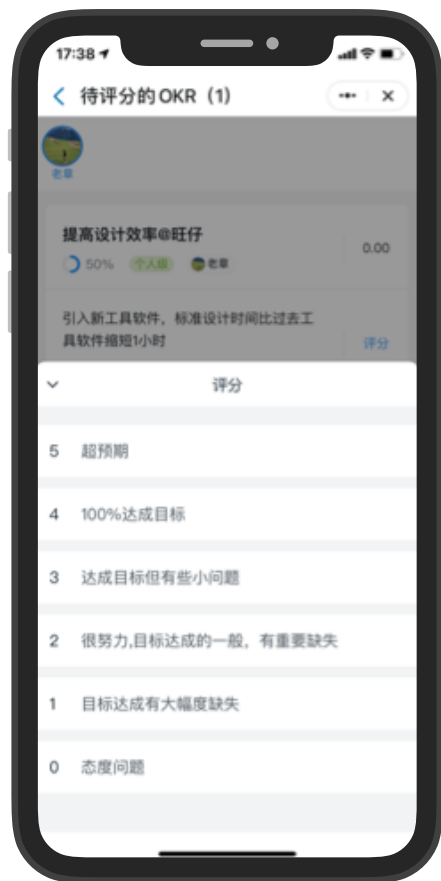 17:38
待评分的OKR（1）
老章
提高设计效率@旺仔
50% 个人级 老章
0.00
引入新工具软件，标准设计时间比过去工
具软件缩短1小时
评分
评分
5 超预期
4 100%达成目标
3 达成目标但有些小问题
2 很努力,目标达成的一般，有重要缺失
1 目标达成有大幅度缺失
0 态度问题